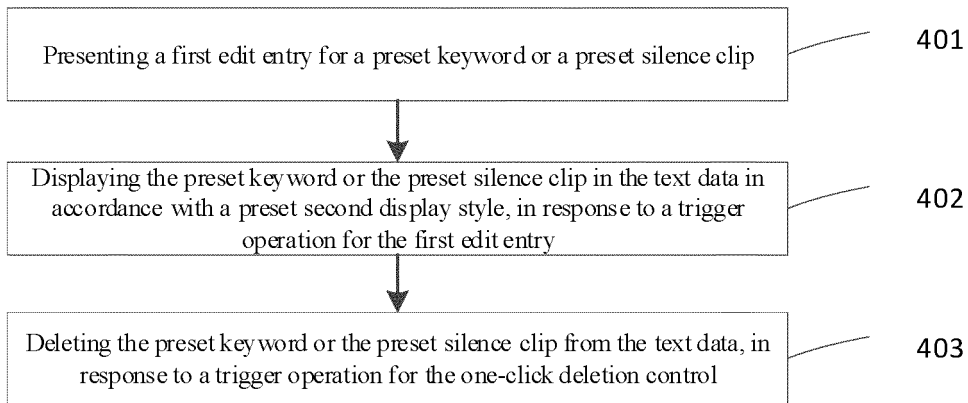 Presenting a first edit entry for a preset keyword or a preset silence clip
401
Displaying the preset keyword or the preset silence clip in the text data in
accordance with a preset second display style, in response to a trigger
operation for the first edit entry
402
Deleting the preset keyword or the preset silence clip from the text data, in
response to a trigger operation for the one-click deletion control
403